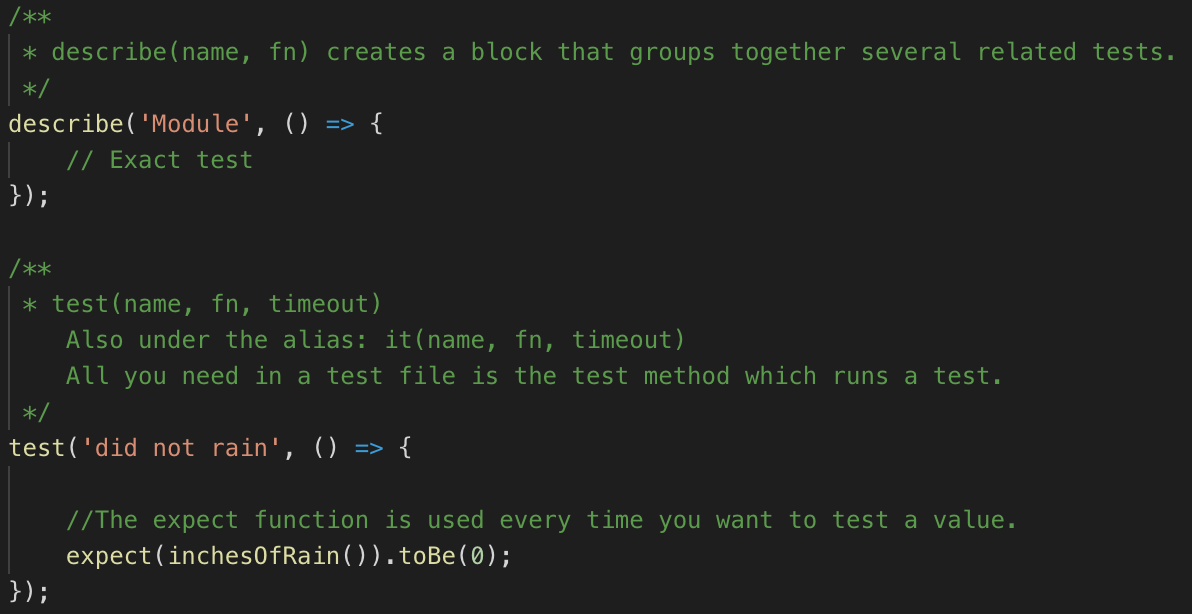 /**
 * describe(name, fn) creates a block that groups together several related tests.
 */
describe('Module', () => {
    // Exact test
});
/**
 * test(name, fn, timeout)
    Also under the alias: it(name, fn, timeout)
    All you need in a test file is the test method which runs a test.
 */
test('did not rain', () => {
    //The expect function is used every time you want to test a value.
    expect(inchesOfRain()).toBe(0);
});